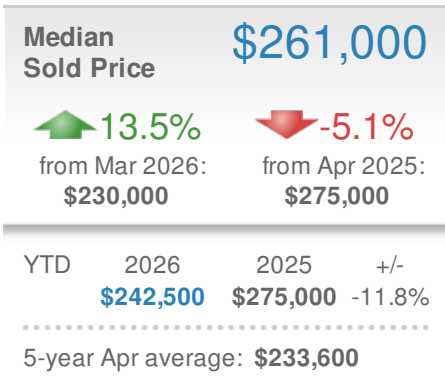 Median
Sold Price
$261,000
13.5%
-5.1%
from Mar 2026:
$230,000
from Apr 2025:
$275,000
YTD 2026 2025 +/-
$242,500 $275,000 -11.8%
5-year Apr average: $233,600